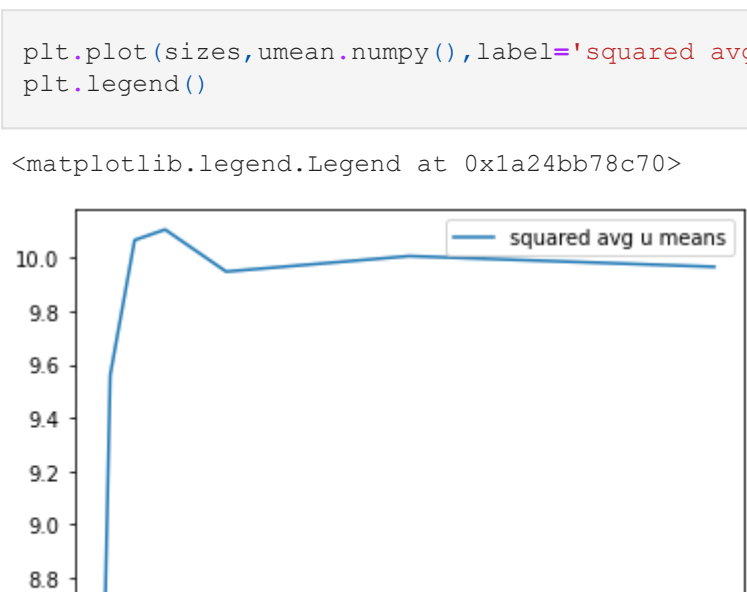 plt.plot(sizes,umean.numpy(),label='squared avg
plt.legend()
<matplotlib.legend.Legend at 0x1a24bb78c70>
squared avg u means
10.0
9.8
9.6
9.4
9.2
9.0
8.8